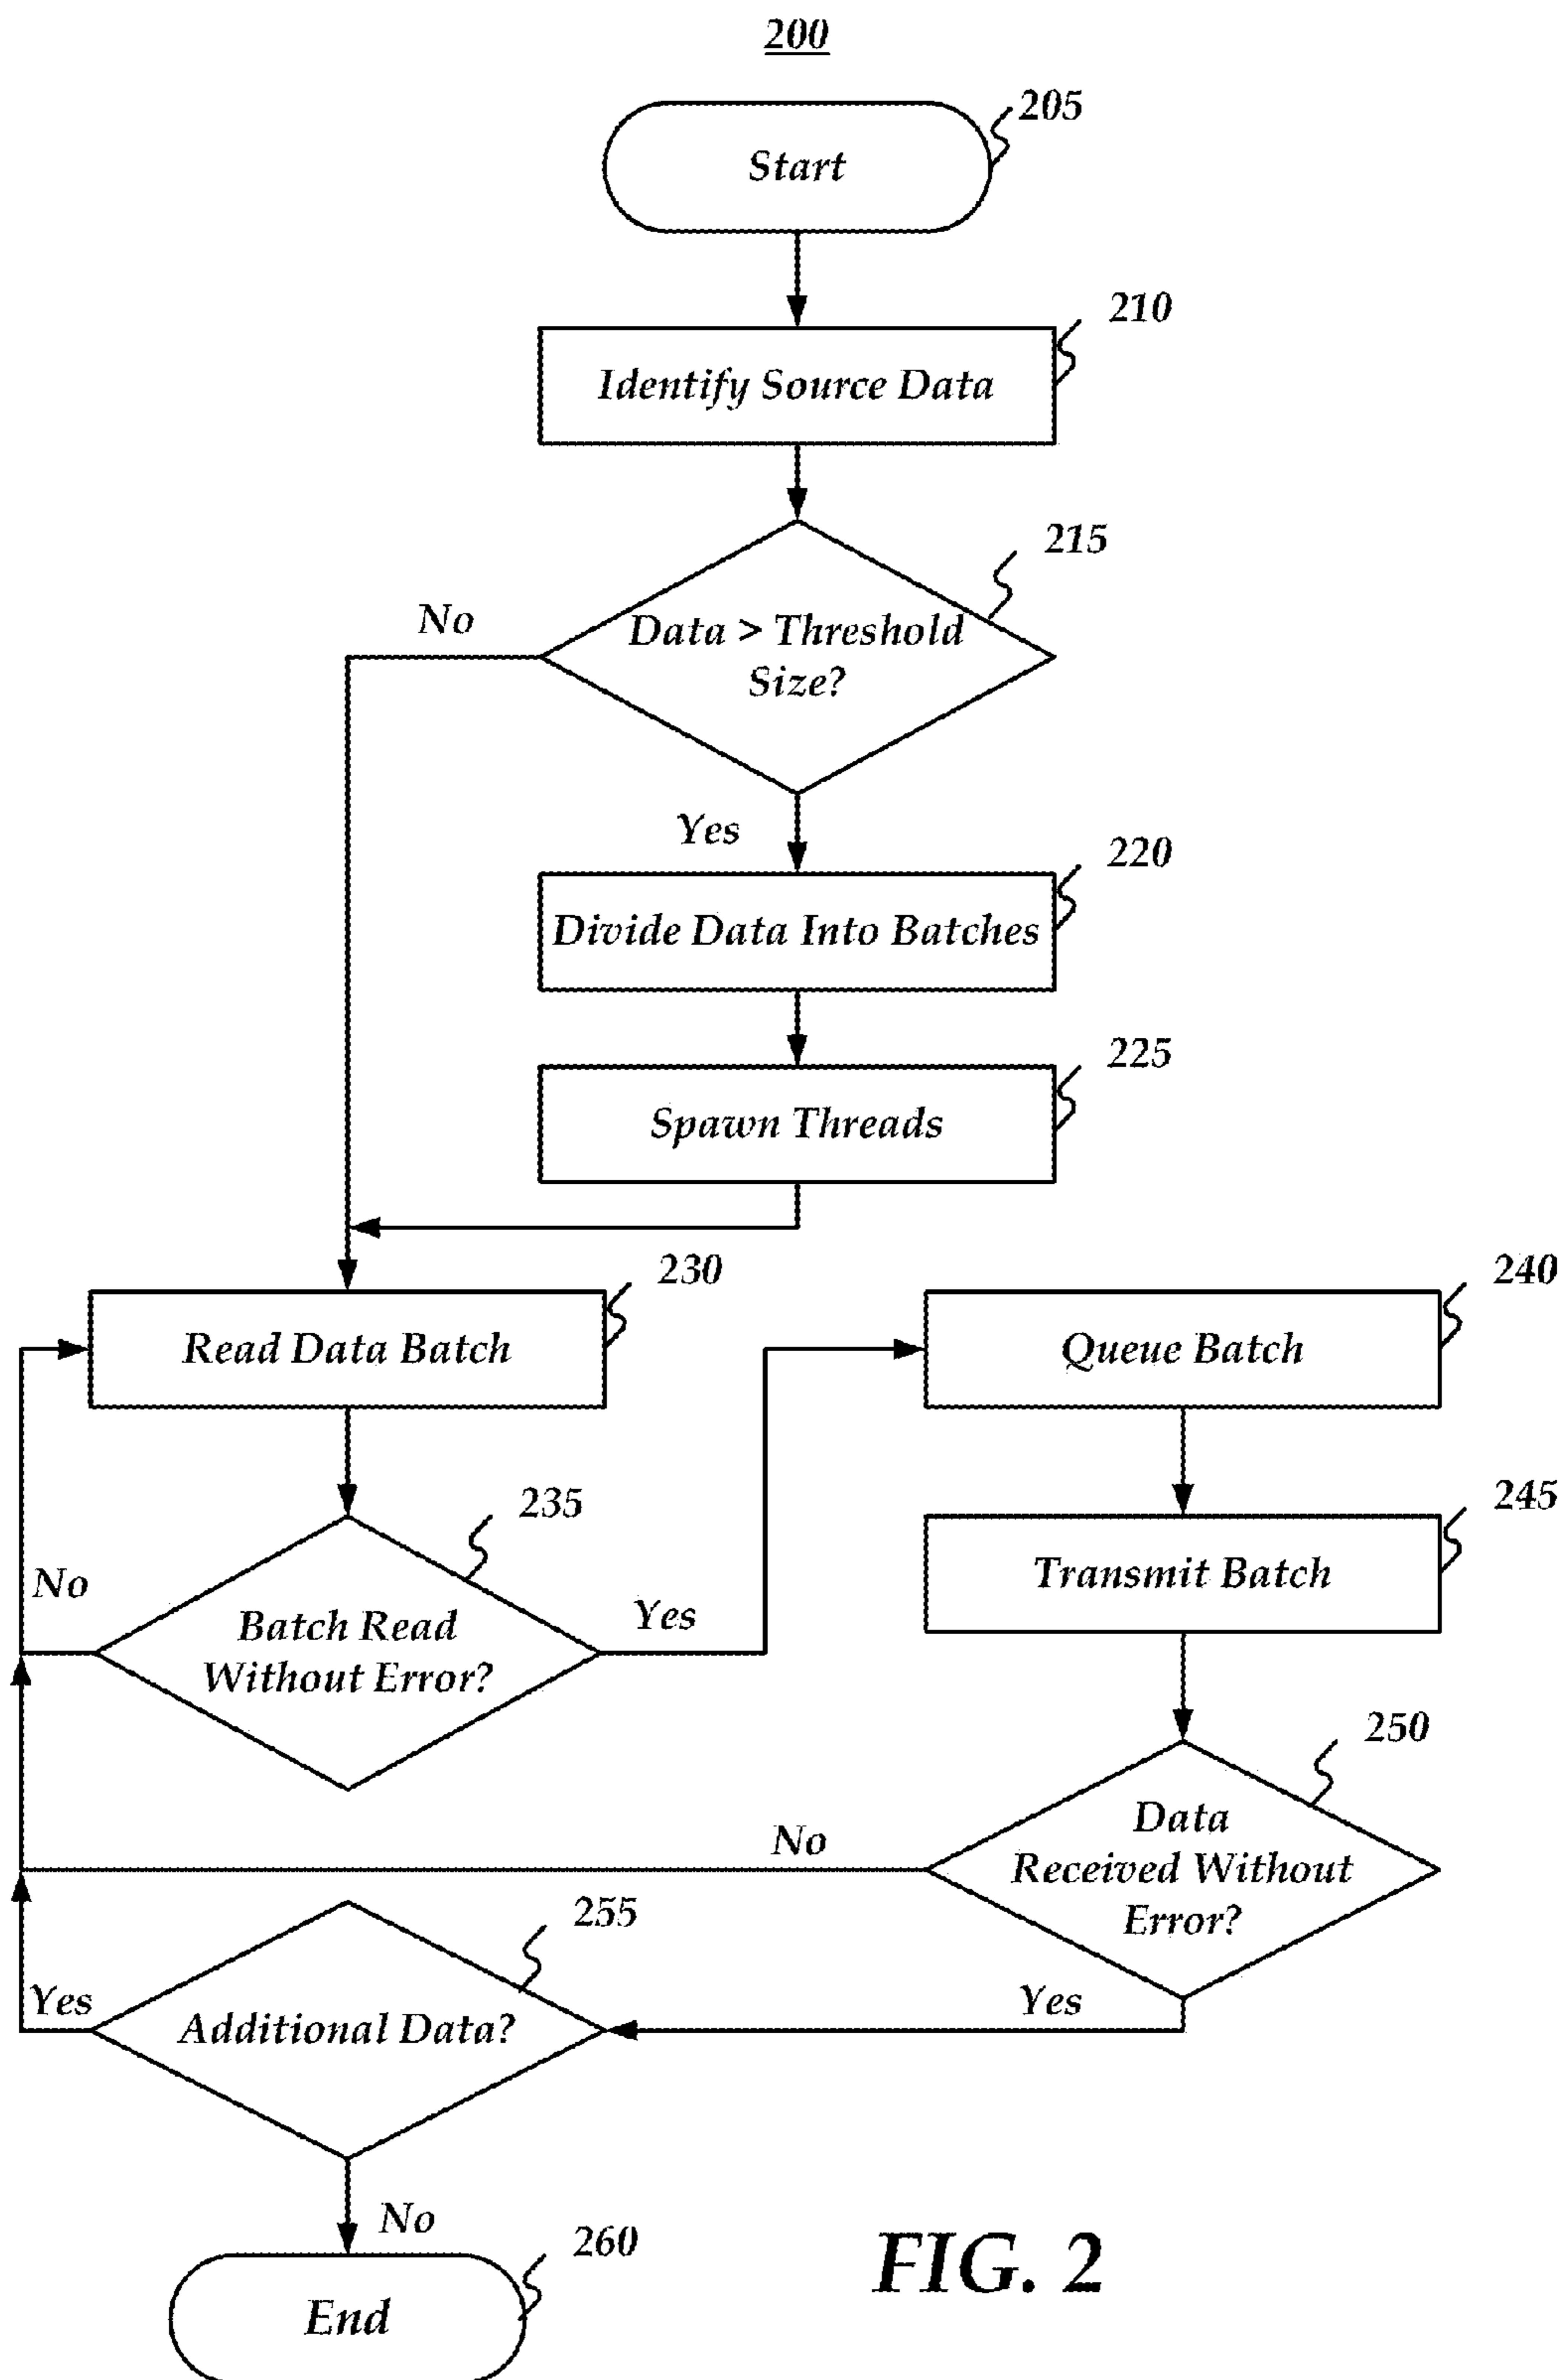 200
205
Start
210
Identify Source Data
215
No
Data > Threshold
Size?
Yes
220
Divide Data Into Batches
225
Spawn Threads
230
Read Data Batch
240
Queue Batch
235
No
Batch Read
Without Error?
Yes
245
Transmit Batch
250
Data
Received Without
Error?
No
255
Yes
Additional Data?
Yes
No
260
End
FIG. 2